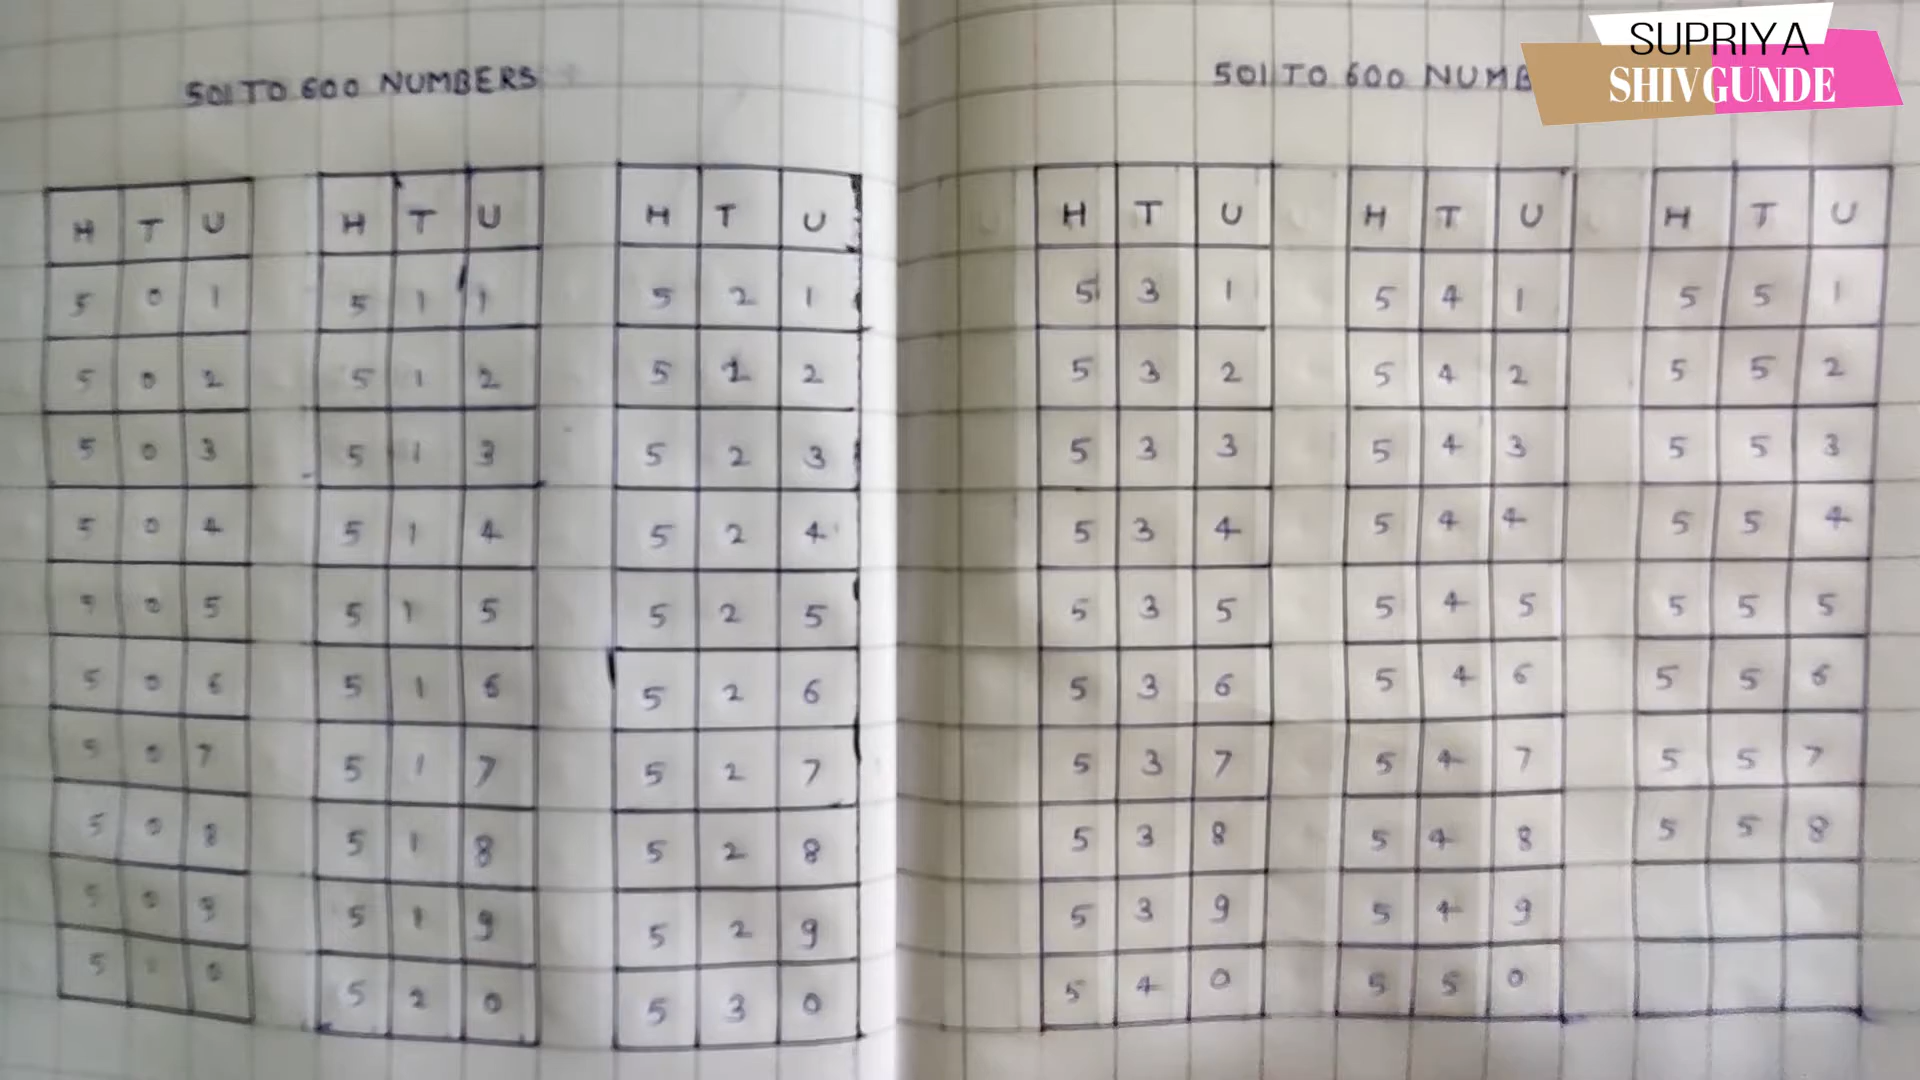 501 TO 600 NUMBERS
H T U
5 0 1
5 0 2
5 0 3
5 0 4
5 0 5
5 0 6
5 0 7
5 0 8
5 0 9
5 1 0
H T U
5 1 1
5 1 2
5 1 3
5 1 4
5 1 5
5 1 6
5 1 7
5 1 8
5 1 9
5 2 0
H T U
5 2 1
5 2 2
5 2 3
5 2 4
5 2 5
5 2 6
5 2 7
5 2 8
5 2 9
5 3 0
501 TO 600 NUMB
H T U
5 3 1
5 3 2
5 3 3
5 3 4
5 3 5
5 3 6
5 3 7
5 3 8
5 3 9
5 4 0
H T U
5 4 1
5 4 2
5 4 3
5 4 4
5 4 5
5 4 6
5 4 7
5 4 8
5 4 9
5 5 0
H T U
5 5 1
5 5 2
5 5 3
5 5 4
5 5 5
5 5 6
5 5 7
5 5 8
SUPRIYA
SHIVGUNDE